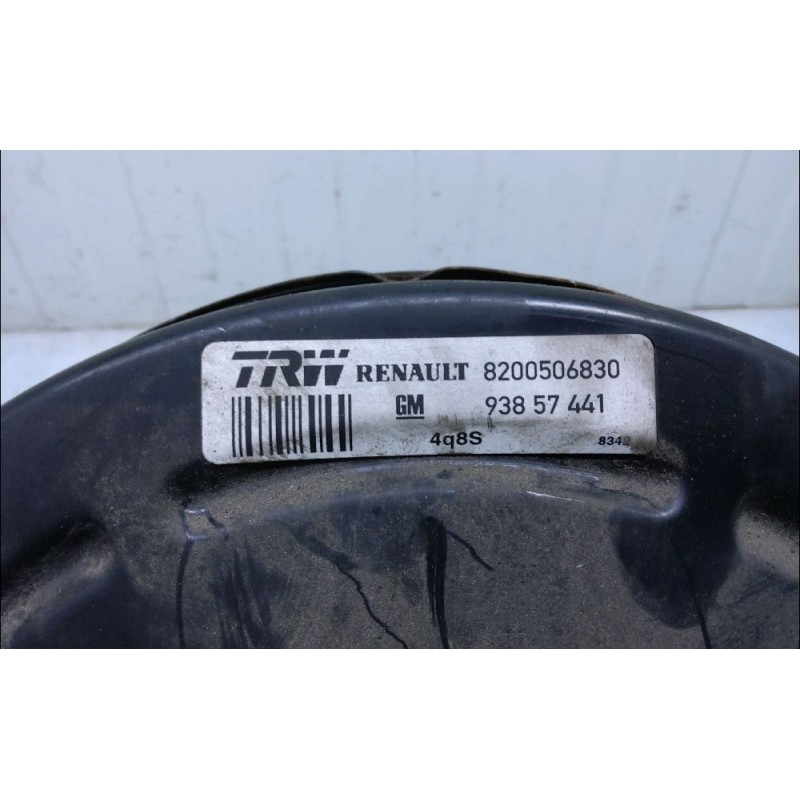 TRW RENAULT 8200506830
GM 938 57 441
4q8S 8342